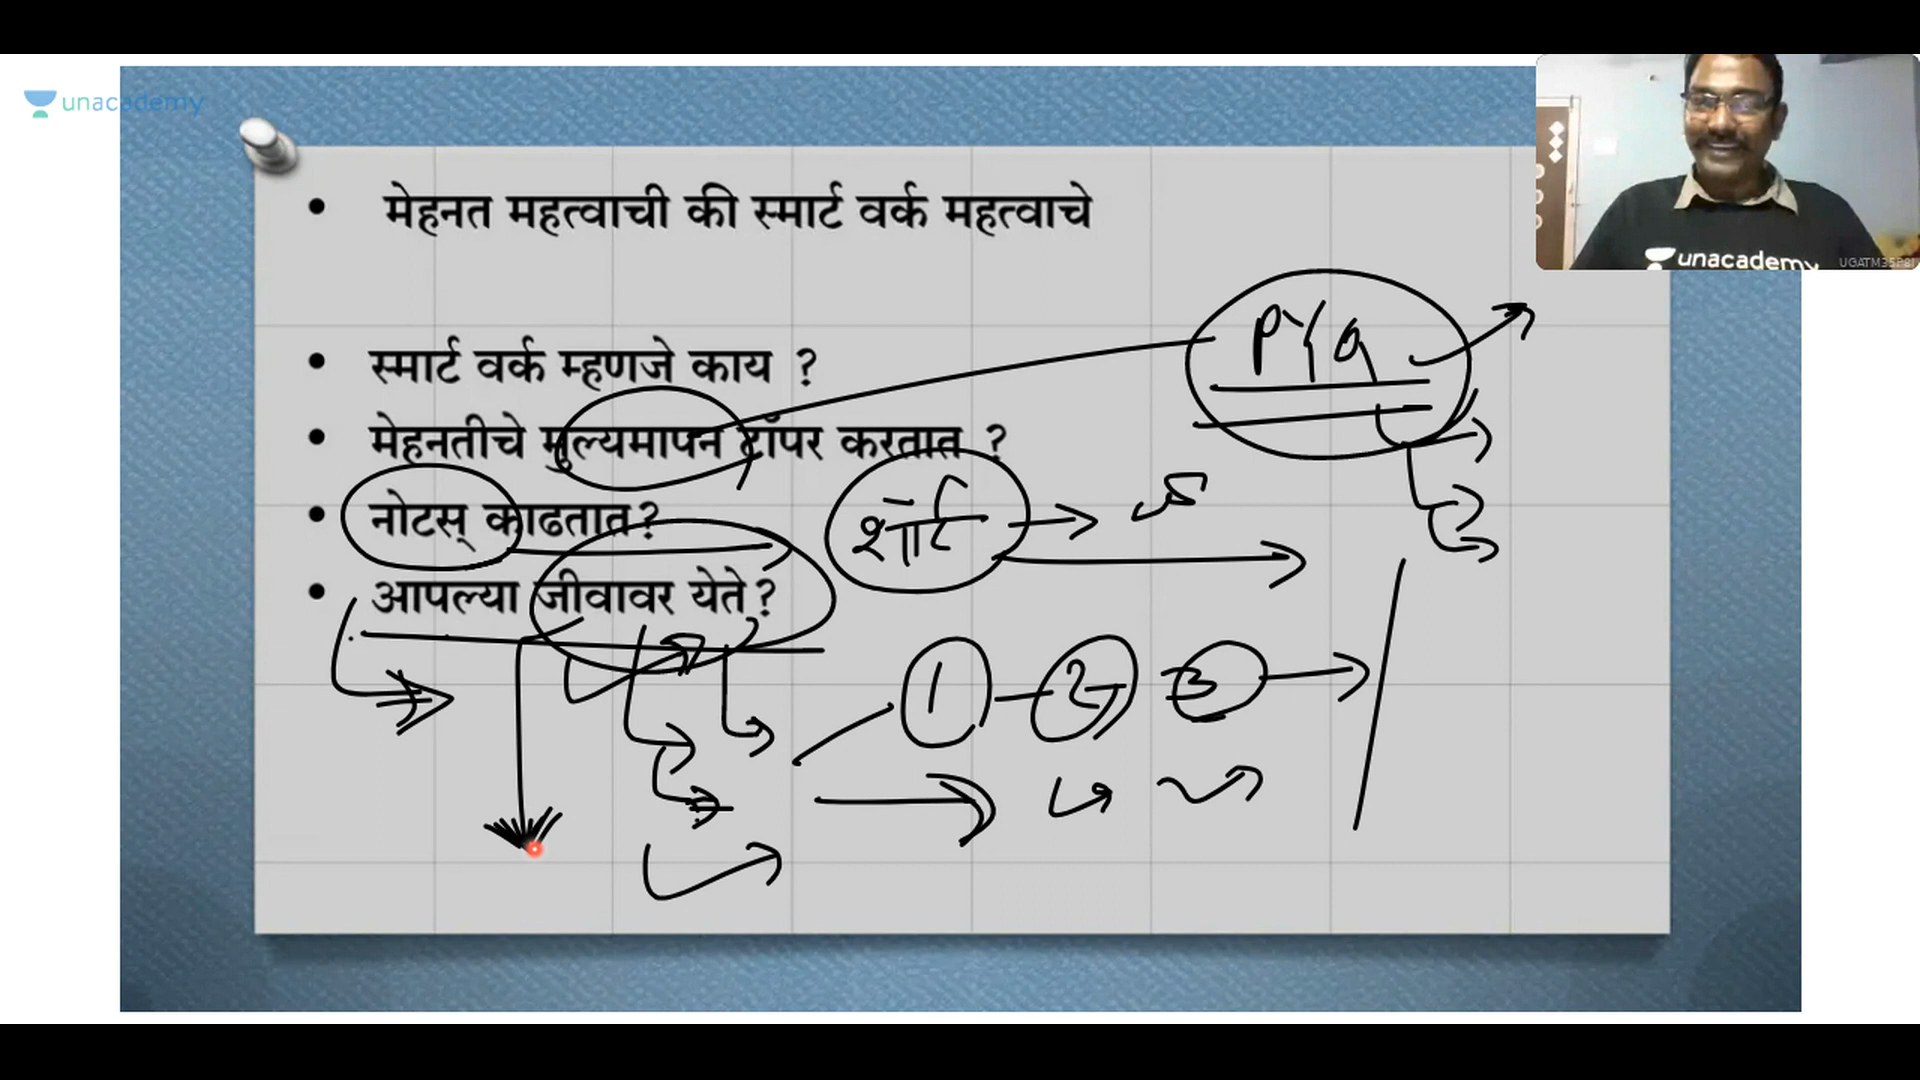 unacademy
• मेहनत महत्वाची की स्मार्ट वर्क महत्वाचे
unacademy
UGATM35P8I
PYQ
• स्मार्ट वर्क म्हणजे काय ?
• मेहनतीचे मुल्यमापन टॉपर करतात ?
• नोटस् काढतात?
शॉर्ट
• आपल्या जीवावर येते?
1 2 3